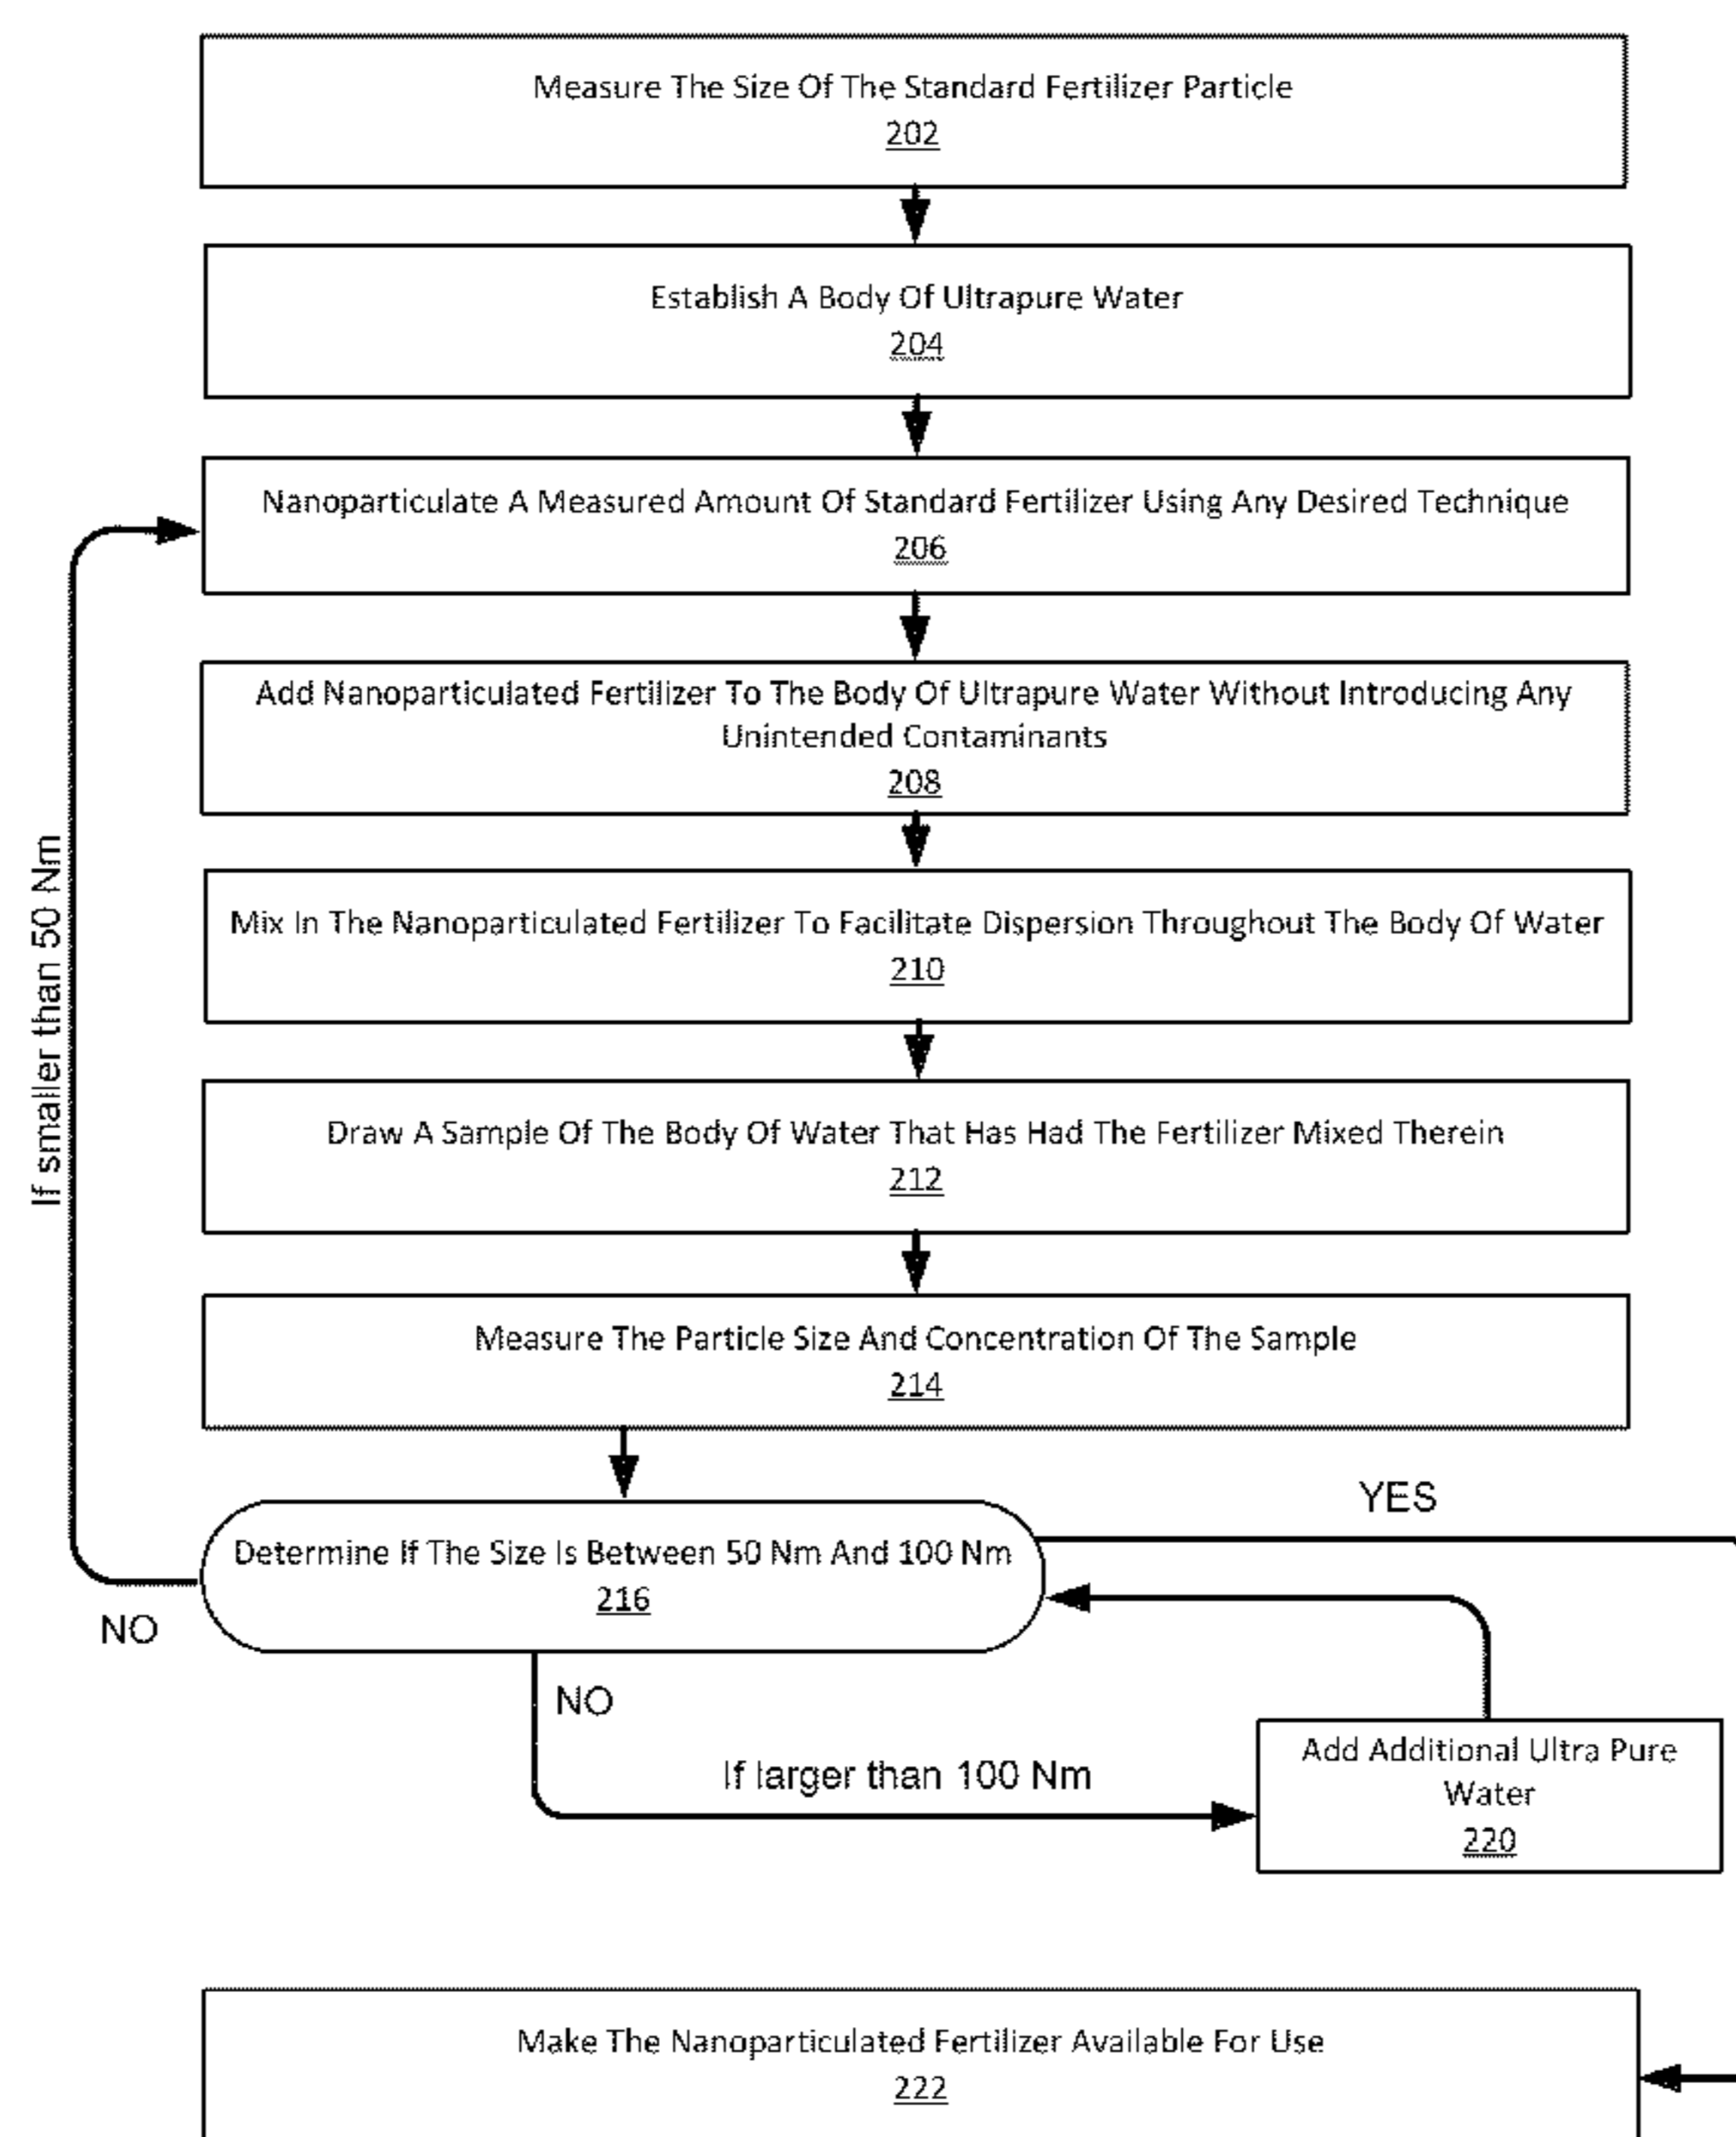 Measure The Size Of The Standard Fertilizer Particle
202
Establish A Body Of Ultrapure Water
204
Nanoparticulate A Measured Amount Of Standard Fertilizer Using Any Desired Technique
206
Add Nanoparticulated Fertilizer To The Body Of Ultrapure Water Without Introducing Any
Unintended Contaminants
208
Mix In The Nanoparticulated Fertilizer To Facilitate Dispersion Throughout The Body Of Water
210
If smaller than 50 Nm
Draw A Sample Of The Body Of Water That Has Had The Fertilizer Mixed Therein
212
Measure The Particle Size And Concentration Of The Sample
214
YES
Determine If The Size Is Between 50 Nm And 100 Nm
216
NO
NO
If larger than 100 Nm
Add Additional Ultra Pure
Water
220
Make The Nanoparticulated Fertilizer Available For Use
222